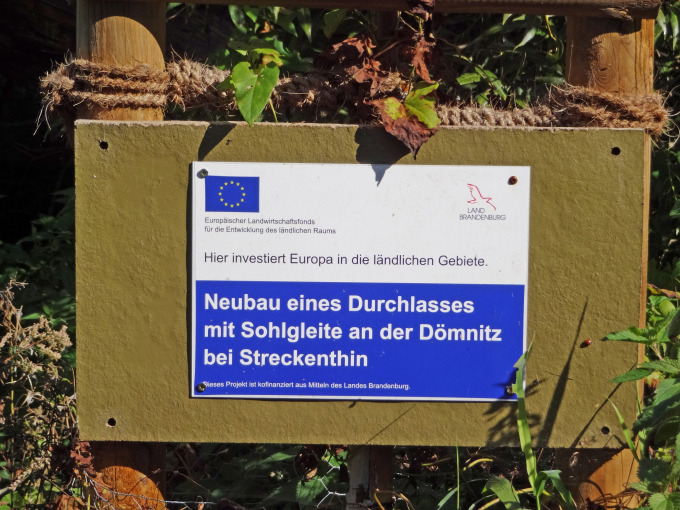 Europäischer Landwirtschaftsfonds
für die Entwicklung des ländlichen Raums
LAND
BRANDENBURG
Hier investiert Europa in die ländlichen Gebiete.
Neubau eines Durchlasses
mit Sohlgleite an der Dömnitz
bei Streckenthin
Dieses Projekt ist kofinanziert aus Mitteln des Landes Brandenburg.